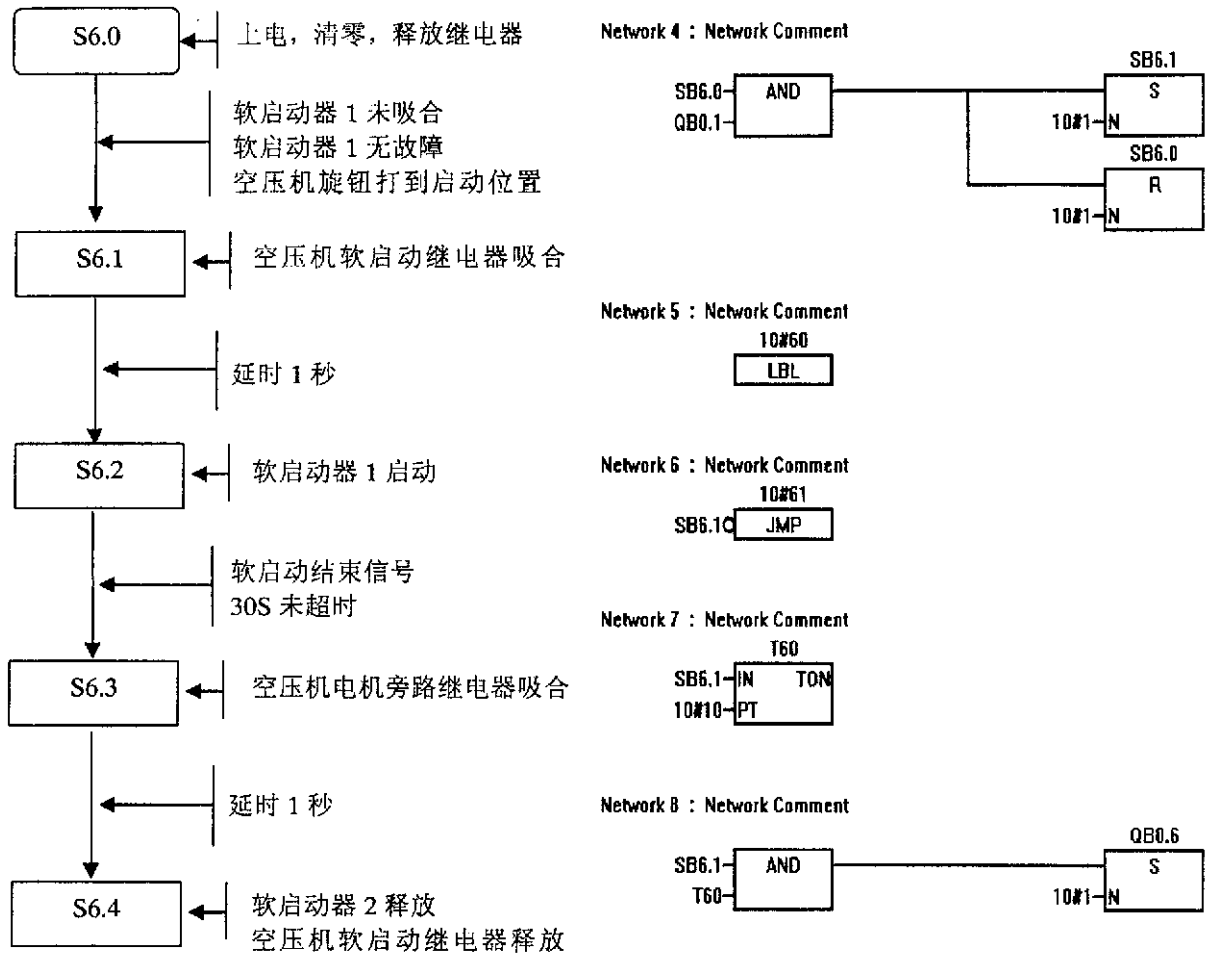 S6.0
上电，清零，释放继电器
软启动器 1 未吸合
软启动器 1 无故障
空压机旋钮打到启动位置
S6.1
空压机软启动继电器吸合
延时 1 秒
S6.2
软启动器 1 启动
软启动结束信号
30S 未超时
S6.3
空压机电机旁路继电器吸合
延时 1 秒
S6.4
软启动器 2 释放
空压机软启动继电器释放
Network 4 : Network Comment
SB6.1
SB6.0 AND S
QB0.1
10#1 N
SB6.0
R
10#1 N
Network 5 : Network Comment
10#60
LBL
Network 6 : Network Comment
10#61
SB6.1 JMP
Network 7 : Network Comment
T60
SB6.1 IN TON
10#10 PT
Network 8 : Network Comment
QB0.6
SB6.1 AND S
T60
10#1 N